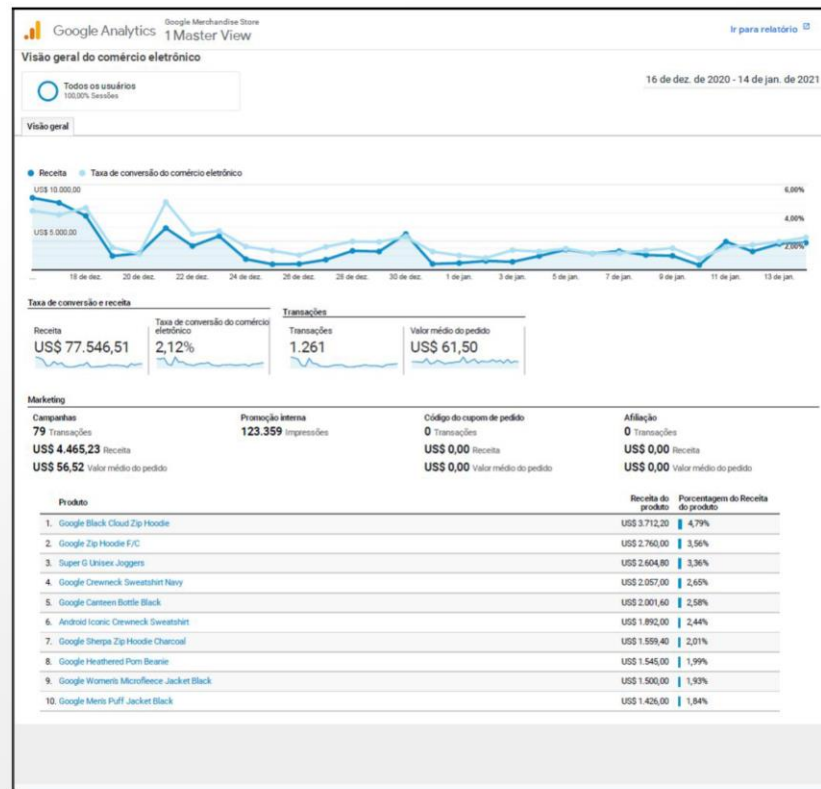 Google Analytics
Google Merchandise Store
1 Master View
Ir para relatório
Visão geral do comércio eletrônico
Todos os usuários
100,00% Sessões
16 de dez. de 2020 - 14 de jan. de 2021
Visão geral
Receita Taxa de conversão do comércio eletrônico
US$ 10.000,00 6,00%
4,00%
US$ 5.000,00
2,00%
... 18 de dez. 20 de dez. 22 de dez. 24 de dez. 26 de dez. 28 de dez. 30 de dez. 1 de jan. 3 de jan. 5 de jan. 7 de jan. 9 de jan. 11 de jan. 13 de jan.
Taxa de conversão e receita
Receita
US$ 77.546,51
Taxa de conversão do comércio
eletrônico
2,12%
Transações
Transações
1.261
Valor médio do pedido
US$ 61,50
Marketing
Campanhas
79 Transações
US$ 4.465,23 Receita
US$ 56,52 Valor médio do pedido
Promoção interna
123.359 Impressões
Código do cupom de pedido
0 Transações
US$ 0,00 Receita
US$ 0,00 Valor médio do pedido
Afiliação
0 Transações
US$ 0,00 Receita
US$ 0,00 Valor médio do pedido
Produto
Receita do
produto
Porcentagem do Receita
do produto
1. Google Black Cloud Zip Hoodie US$ 3.712,20 4,79%
2. Google Zip Hoodie F/C US$ 2.760,00 3,56%
3. Super G Unisex Joggers US$ 2.604,80 3,36%
4. Google Crewneck Sweatshirt Navy US$ 2.057,00 2,65%
5. Google Canteen Bottle Black US$ 2.001,60 2,58%
6. Android Iconic Crewneck Sweatshirt US$ 1.892,00 2,44%
7. Google Sherpa Zip Hoodie Charcoal US$ 1.559,40 2,01%
8. Google Heathered Pom Beanie US$ 1.545,00 1,99%
9. Google Women's Microfleece Jacket Black US$ 1.500,00 1,93%
10. Google Men's Puff Jacket Black US$ 1.426,00 1,84%